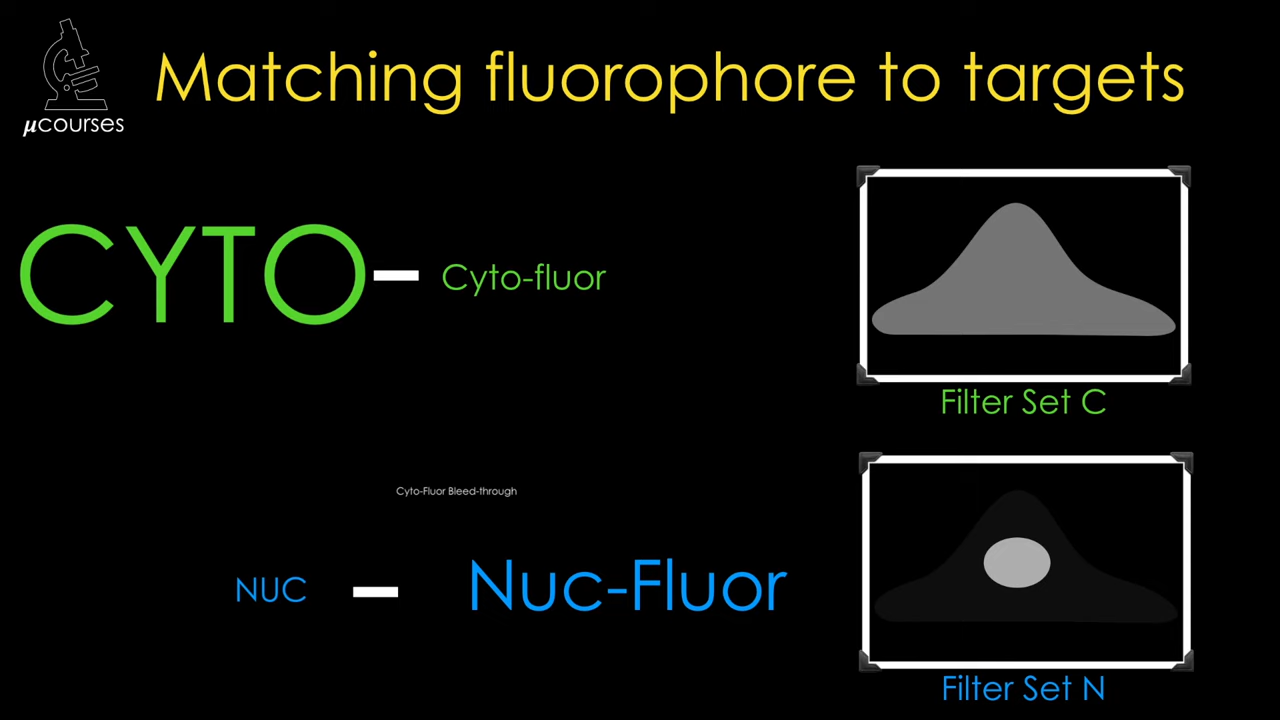 Matching fluorophore to targets
µcourses
CYTO
Cyto-fluor
Filter Set C
Cyto-Fluor Bleed-through
NUC
Nuc-Fluor
Filter Set N